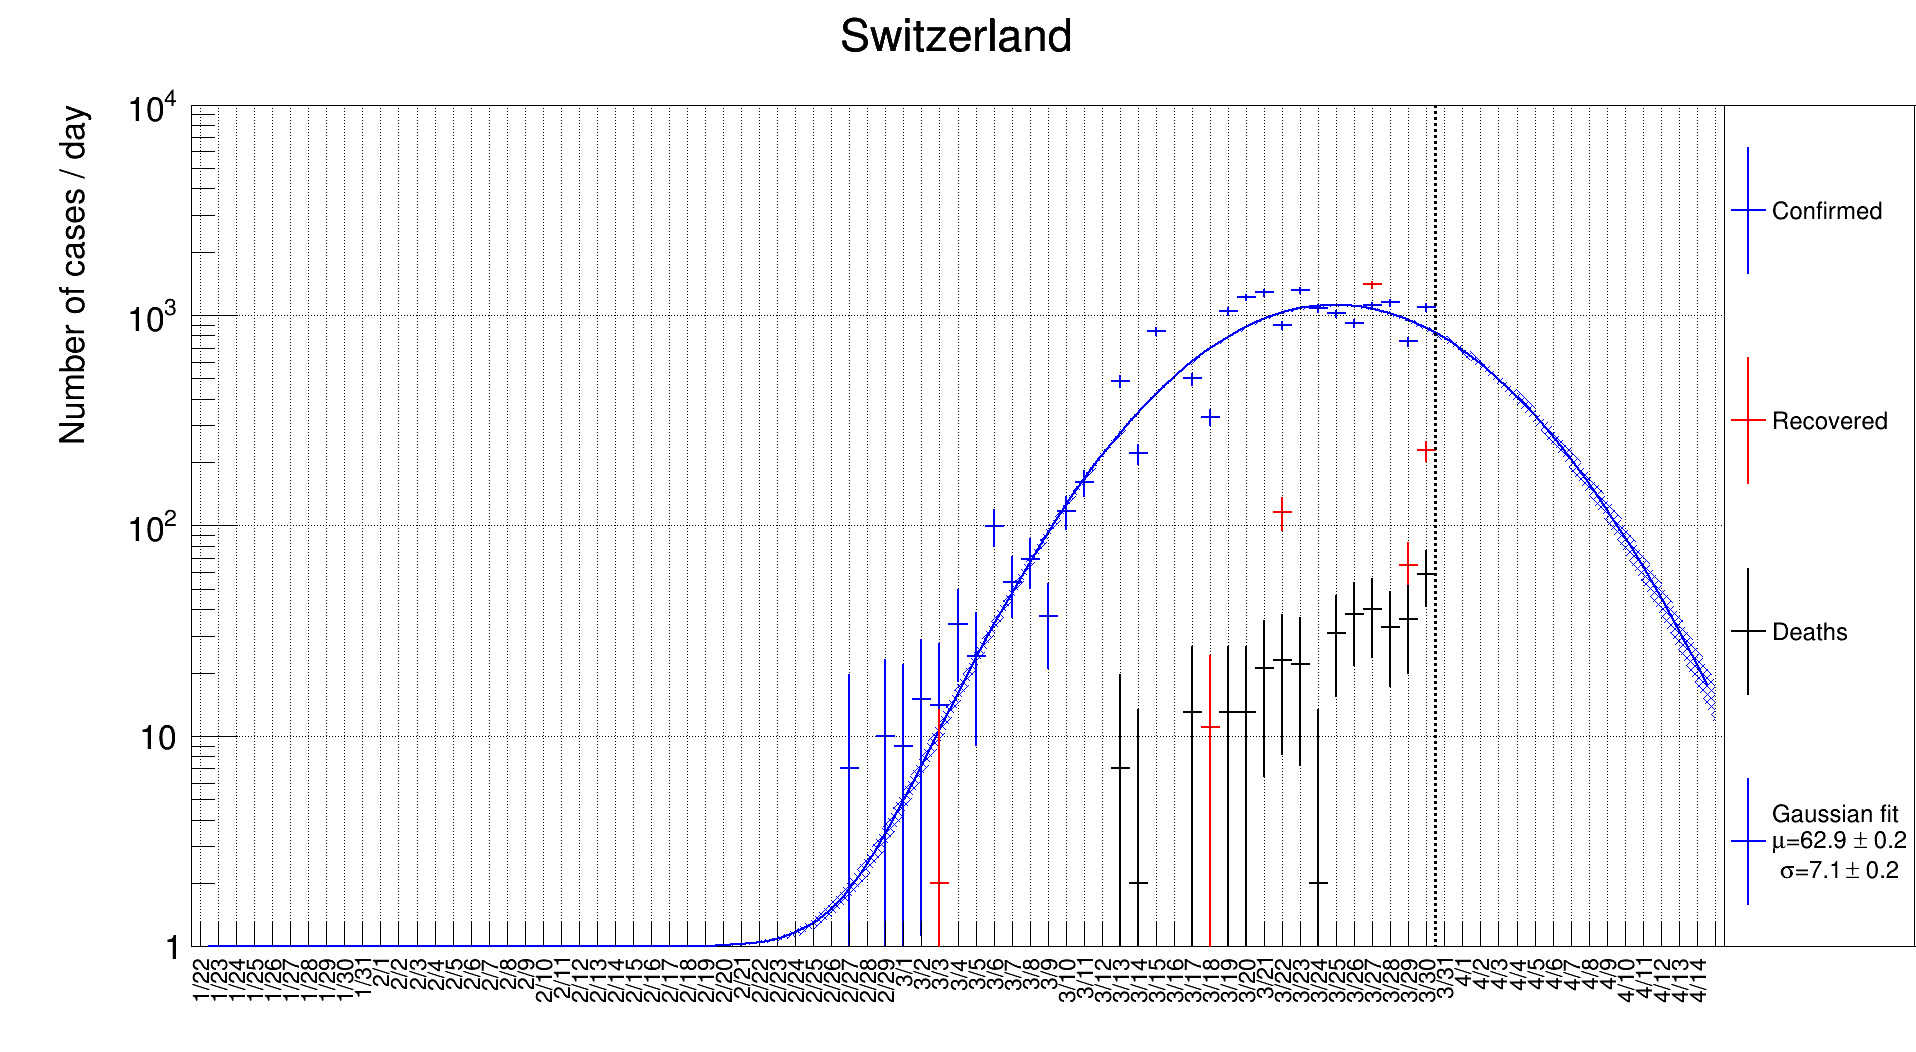 Switzerland
Number of cases / day
10⁴
10³
10²
10
1
1/22 1/23 1/24 1/25 1/26 1/27 1/28 1/29 1/30 1/31 2/1 2/2 2/3 2/4 2/5 2/6 2/7 2/8 2/9 2/10 2/11 2/12 2/13 2/14 2/15 2/16 2/17 2/18 2/19 2/20 2/21 2/22 2/23 2/24 2/25 2/26 2/27 2/28 2/29 3/1 3/2 3/3 3/4 3/5 3/6 3/7 3/8 3/9 3/10 3/11 3/12 3/13 3/14 3/15 3/16 3/17 3/18 3/19 3/20 3/21 3/22 3/23 3/24 3/25 3/26 3/27 3/28 3/29 3/30 3/31 4/1 4/2 4/3 4/4 4/5 4/6 4/7 4/8 4/9 4/10 4/11 4/12 4/13 4/14
Confirmed
Recovered
Deaths
Gaussian fit
μ=62.9 ± 0.2
σ=7.1 ± 0.2